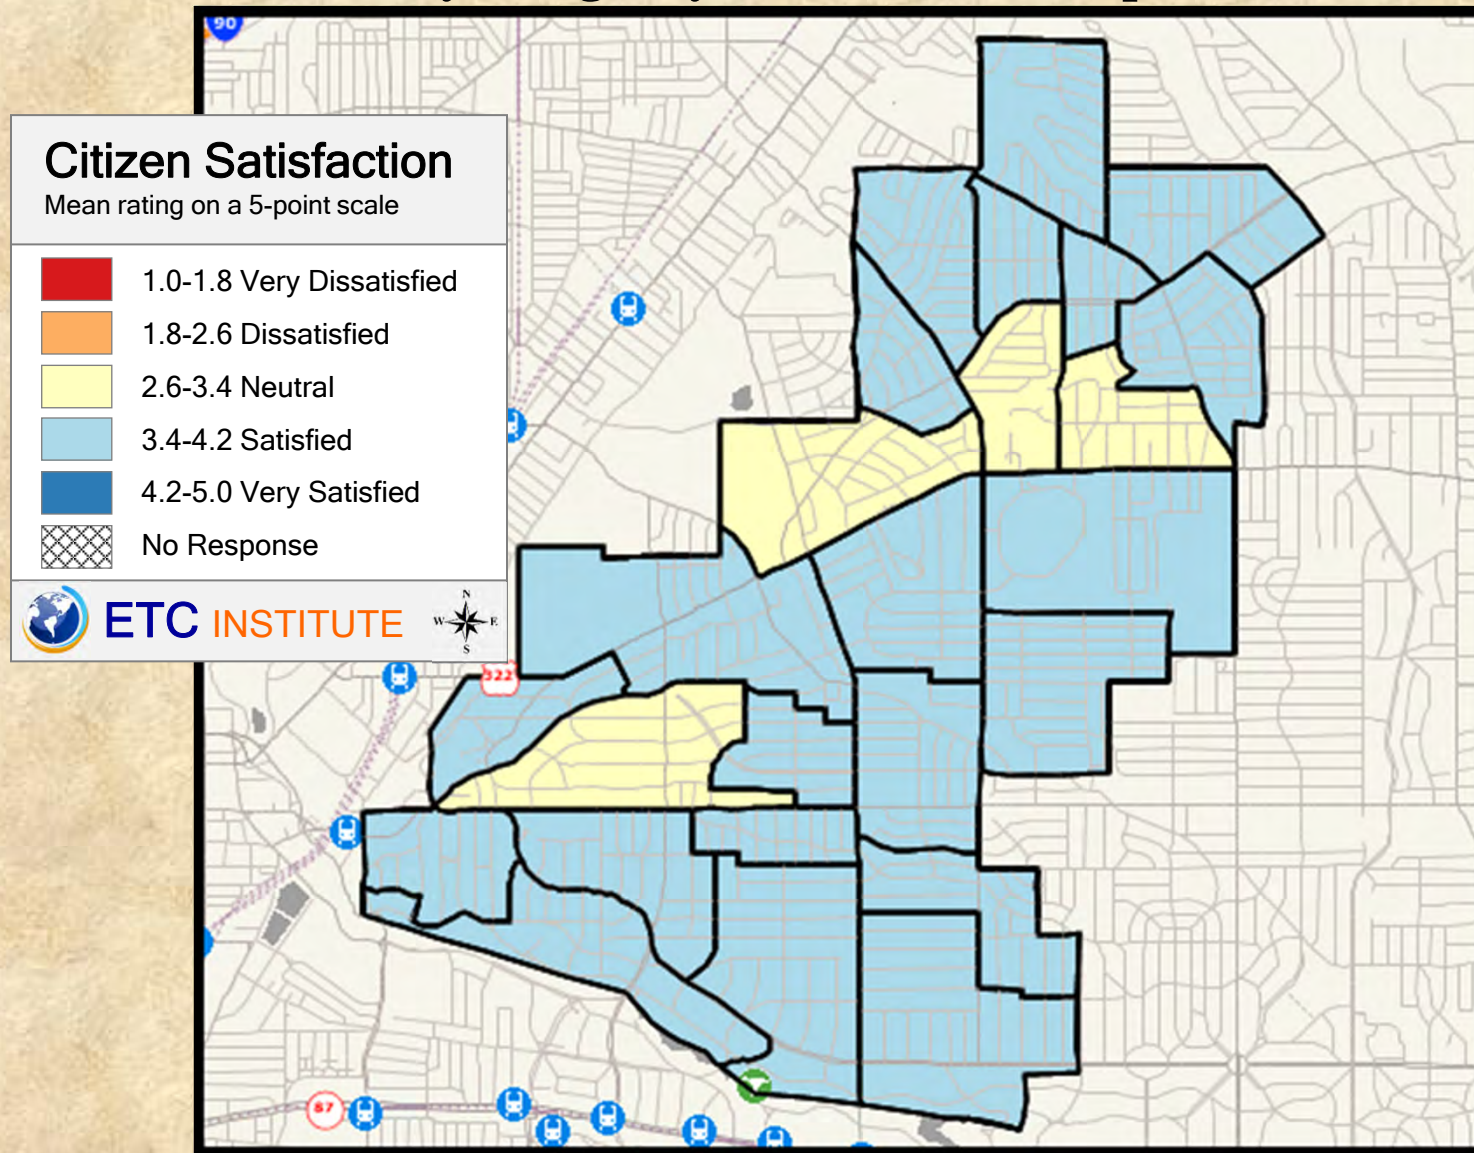 90
Citizen Satisfaction
Mean rating on a 5-point scale
1.0-1.8 Very Dissatisfied
1.8-2.6 Dissatisfied
2.6-3.4 Neutral
3.4-4.2 Satisfied
4.2-5.0 Very Satisfied
No Response
ETC INSTITUTE
N
W E
S
322
87